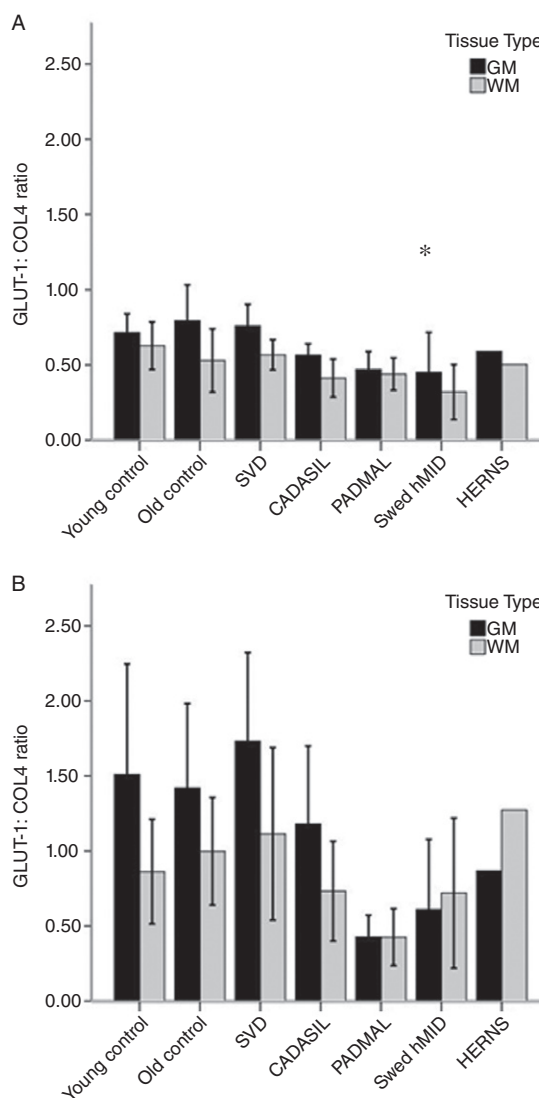 A
Tissue Type
GM
WM
2.50
2.00
1.50
1.00
0.50
0.00
GLUT-1: COL4 ratio
*
Young control
Old control
SVD
CADASIL
PADMAL
Swed hMID
HERNS
B
Tissue Type
GM
WM
2.50
2.00
1.50
1.00
0.50
0.00
GLUT-1: COL4 ratio
Young control
Old control
SVD
CADASIL
PADMAL
Swed hMID
HERNS